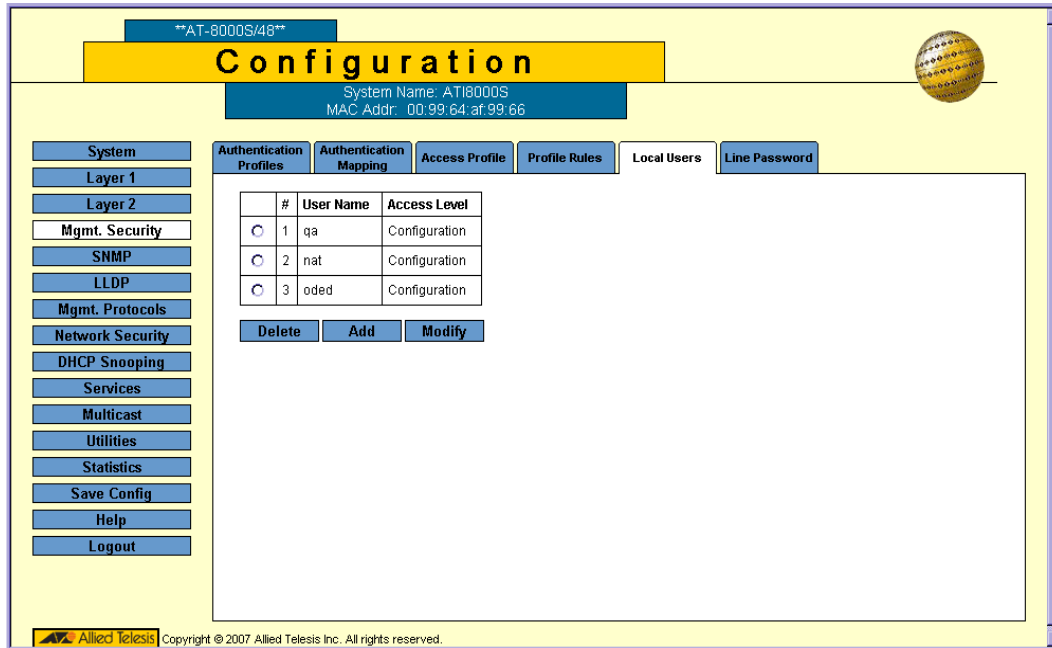 **AT-8000S/48**
Configuration
System Name: ATI8000S
MAC Addr: 00:99:64:af:99:66
System
Layer 1
Layer 2
Mgmt. Security
SNMP
LLDP
Mgmt. Protocols
Network Security
DHCP Snooping
Services
Multicast
Utilities
Statistics
Save Config
Help
Logout
Authentication Profiles
Authentication Mapping
Access Profile
Profile Rules
Local Users
Line Password
# User Name Access Level
1 qa Configuration
2 nat Configuration
3 oded Configuration
Delete Add Modify
Allied Telesis Copyright © 2007 Allied Telesis Inc. All rights reserved.